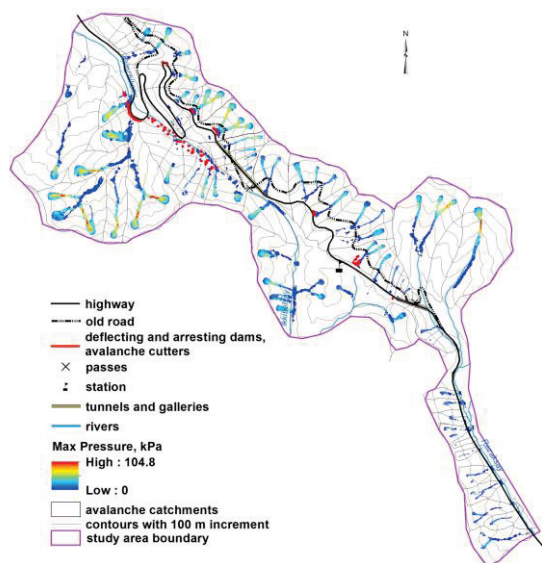 N
highway
old road
deflecting and arresting dams,
avalanche cutters
passes
station
tunnels and galleries
rivers
Max Pressure, kPa
High : 104.8
Low : 0
avalanche catchments
contours with 100 m increment
study area boundary